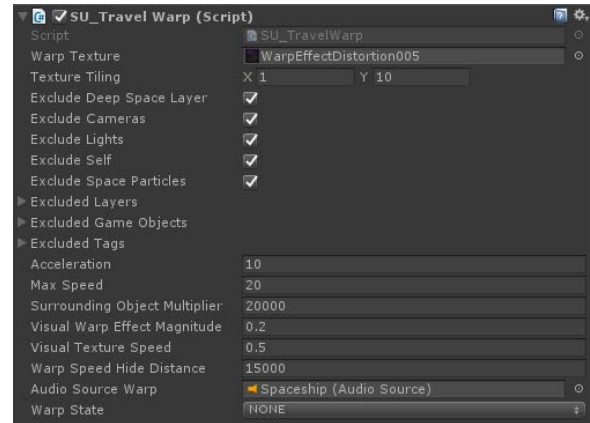 SU_Travel Warp (Script)
Script SU_TravelWarp
Warp Texture WarpEffectDistortion005
Texture Tiling X 1 Y 10
Exclude Deep Space Layer
Exclude Cameras
Exclude Lights
Exclude Self
Exclude Space Particles
Excluded Layers
Excluded Game Objects
Excluded Tags
Acceleration 10
Max Speed 20
Surrounding Object Multiplier 20000
Visual Warp Effect Magnitude 0.2
Visual Texture Speed 0.5
Warp Speed Hide Distance 15000
Audio Source Warp Spaceship (Audio Source)
Warp State NONE